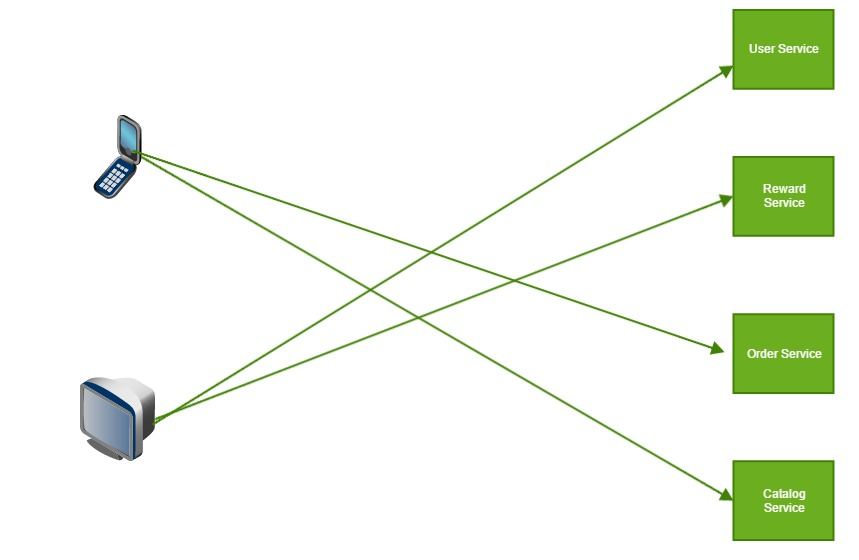 User Service
Reward
Service
Order Service
Catalog
Service